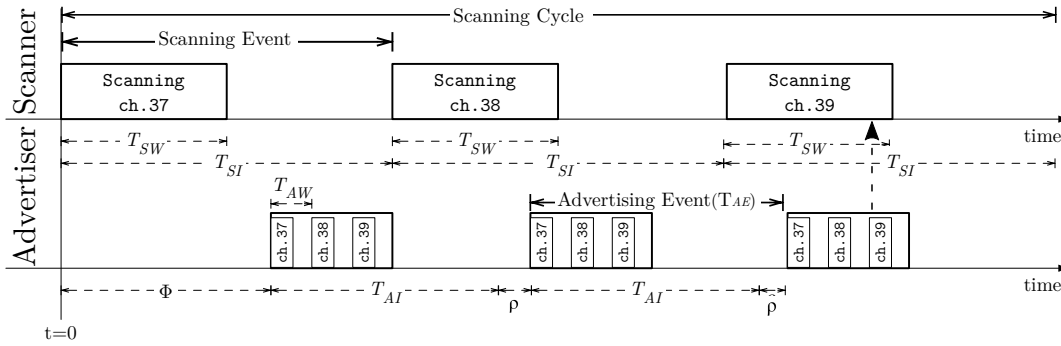 Scanning Cycle
Scanning Event
Scanner
Scanning
ch.37
Scanning
ch.38
Scanning
ch.39
time
T_SW
T_SW
T_SW
T_SI
T_SI
T_SI
Advertiser
T_AW
Advertising Event(T_AE)
ch.37
ch.38
ch.39
ch.37
ch.38
ch.39
ch.37
ch.38
ch.39
time
Φ
T_AI
ρ
T_AI
ρ
t=0